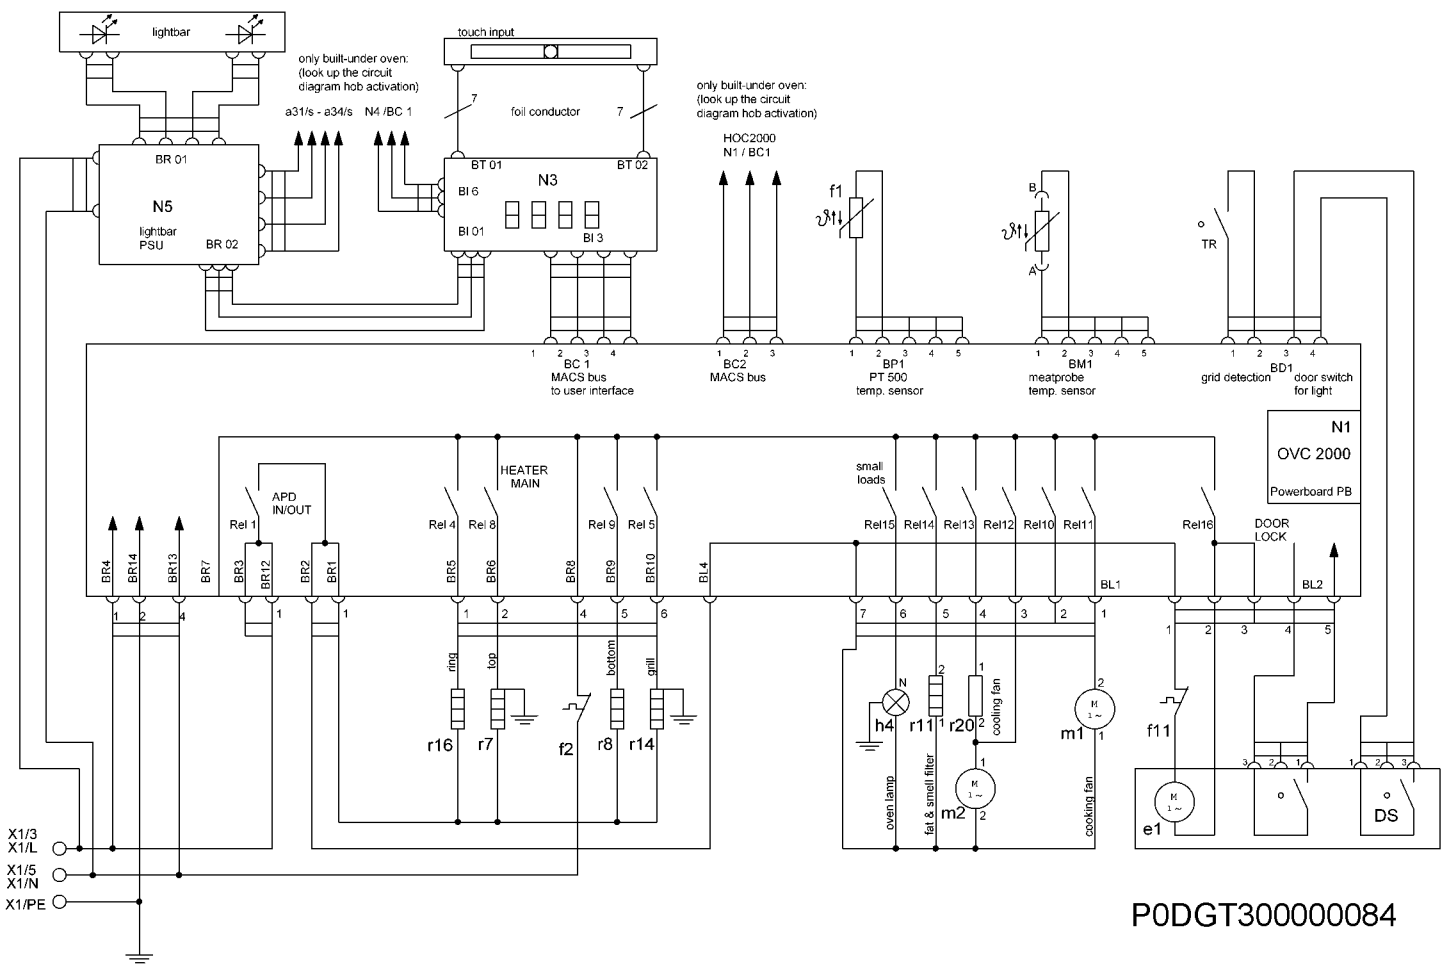 lightbar
only built-under oven:
(look up the circuit
diagram hob activation)
a31/s - a34/s
N4 /BC 1
touch input
7
foil conductor
7
only built-under oven:
(look up the circuit
diagram hob activation)
HOC2000
N1 / BC1
BR 01
N5
lightbar
PSU
BR 02
BT 01
BT 02
N3
BI 6
BI 01
BI 3
f1
ϑ
B
ϑ
A
TR
1 2 3 4
BC 1
MACS bus
to user interface
1 2 3
BC2
MACS bus
1 2 3 4 5
BP1
PT 500
temp. sensor
1 2 3 4 5
BM1
meatprobe
temp. sensor
1 2 3 4
BD1
grid detection
door switch
for light
N1
OVC 2000
Powerboard PB
APD
IN/OUT
HEATER
MAIN
small
loads
DOOR
LOCK
Rel 1
Rel 4
Rel 8
Rel 9
Rel 5
Rel15
Rel14
Rel13
Rel12
Rel10
Rel11
Rel16
BR4
BR14
BR13
BR7
BR3
BR12
BR2
BR1
BR5
BR6
BR8
BR9
BR10
BL4
BL1
BL2
1 2 4 1 1 1 2 4 5 6 7 6 5 4 3 2 1 1 2 3 4 5
ring
top
bottom
grill
r16
r7
f2
r8
r14
N
h4
oven lamp
2
r11
1
fat & smell filter
1
r20
2
cooling fan
1
M
1 ~
m2
2
2
M
1 ~
m1
1
cooking fan
f11
M
1 ~
e1
3 2 1
1 2 3
DS
X1/3
X1/L
X1/5
X1/N
X1/PE
P0DGT300000084